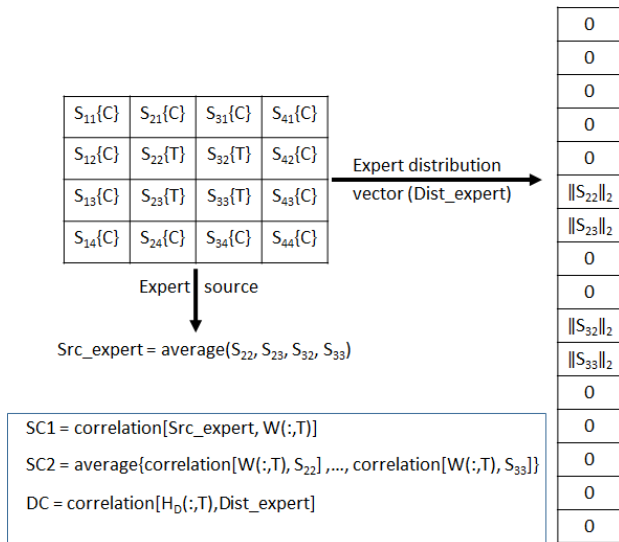 S₁₁{C} S₂₁{C} S₃₁{C} S₄₁{C}
S₁₂{C} S₂₂{T} S₃₂{T} S₄₂{C}
S₁₃{C} S₂₃{T} S₃₃{T} S₄₃{C}
S₁₄{C} S₂₄{C} S₃₄{C} S₄₄{C}
Expert distribution
vector (Dist_expert)
Expert source
Src_expert = average(S₂₂, S₂₃, S₃₂, S₃₃)
0
0
0
0
0
‖S₂₂‖₂
‖S₂₃‖₂
0
0
‖S₃₂‖₂
‖S₃₃‖₂
0
0
0
0
0
SC1 = correlation[Src_expert, W(:,T)]
SC2 = average{correlation[W(:,T), S₂₂] ,…, correlation[W(:,T), S₃₃]}
DC = correlation[H_D(:,T),Dist_expert]